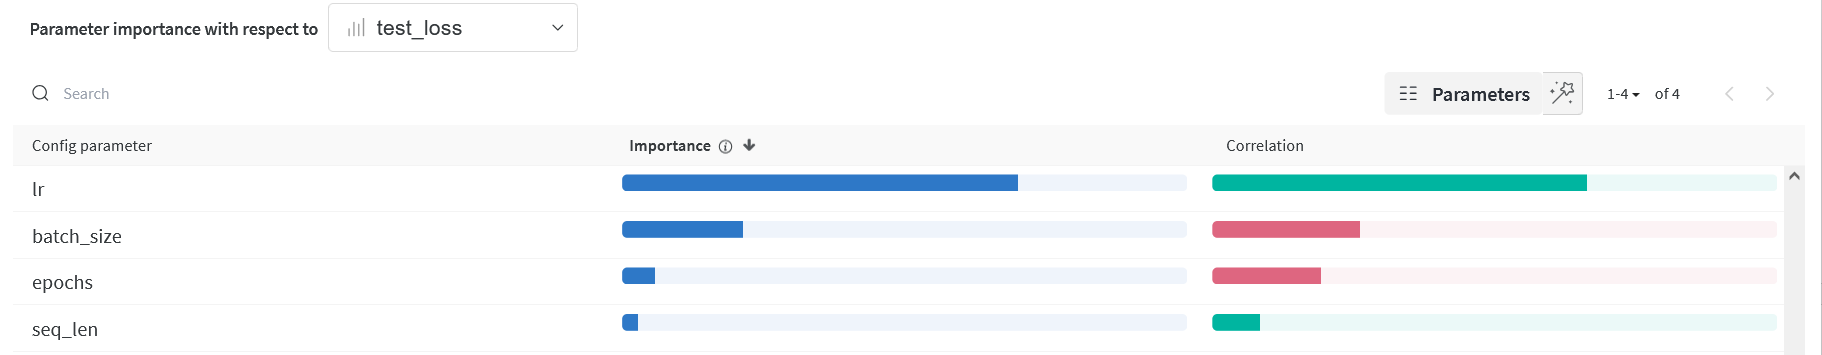 Parameter importance with respect to test_loss
Search Parameters 1-4 of 4
Config parameter Importance Correlation
lr
batch_size
epochs
seq_len